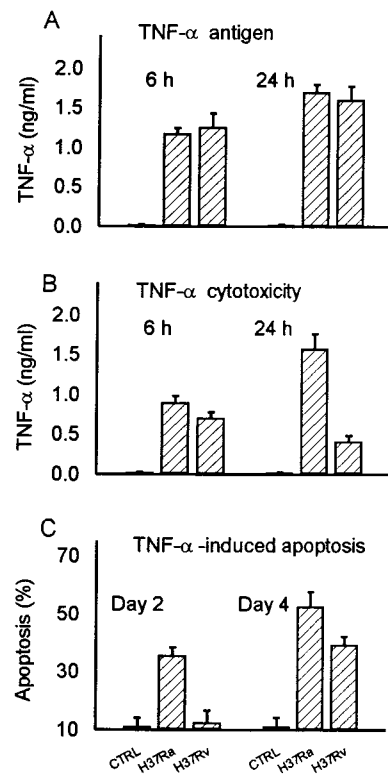 A
TNF-α antigen
TNF-α (ng/ml)
2.0
1.5
1.0
0.5
0.0
6 h
24 h
B
TNF-α cytotoxicity
TNF-α (ng/ml)
2.0
1.5
1.0
0.5
0.0
6 h
24 h
C
TNF-α -induced apoptosis
Apoptosis (%)
70
50
30
10
Day 2
Day 4
CTRL
H37Ra
H37Rv
CTRL
H37Ra
H37Rv